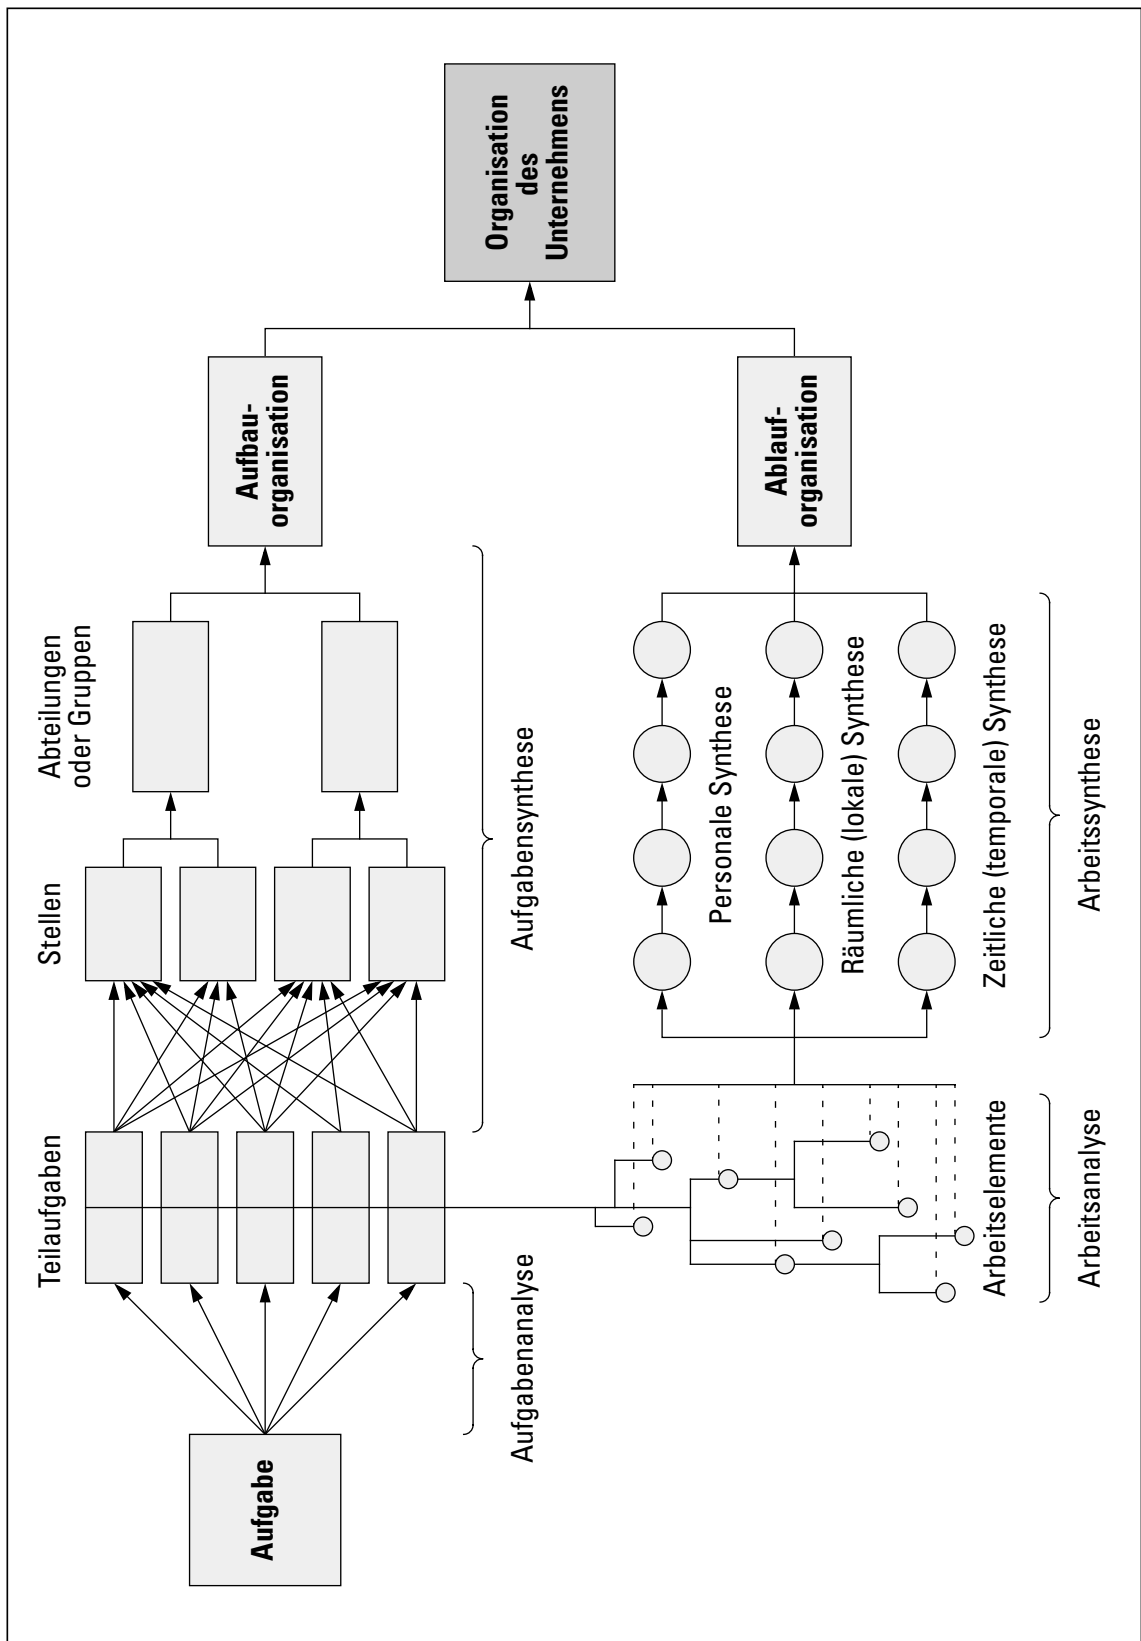 Aufgabe
Teilaufgaben
Stellen
Abteilungen
oder Gruppen
Aufbau-
organisation
Organisation
des
Unternehmens
Aufgabenanalyse
Aufgabensynthese
Personale Synthese
Räumliche (lokale) Synthese
Zeitliche (temporale) Synthese
Ablauf-
organisation
Arbeitselemente
Arbeitsanalyse
Arbeitssynthese